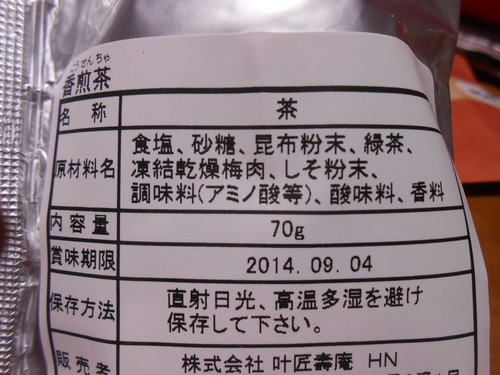 こうせんちゃ
香煎茶
名称 茶
原材料名 食塩、砂糖、昆布粉末、緑茶、
凍結乾燥梅肉、しそ粉末、
調味料(アミノ酸等)、酸味料、香料
内容量 70g
賞味期限 2014.09.04
保存方法 直射日光、高温多湿を避け
保存して下さい。
販売者 株式会社 叶匠壽庵 HN